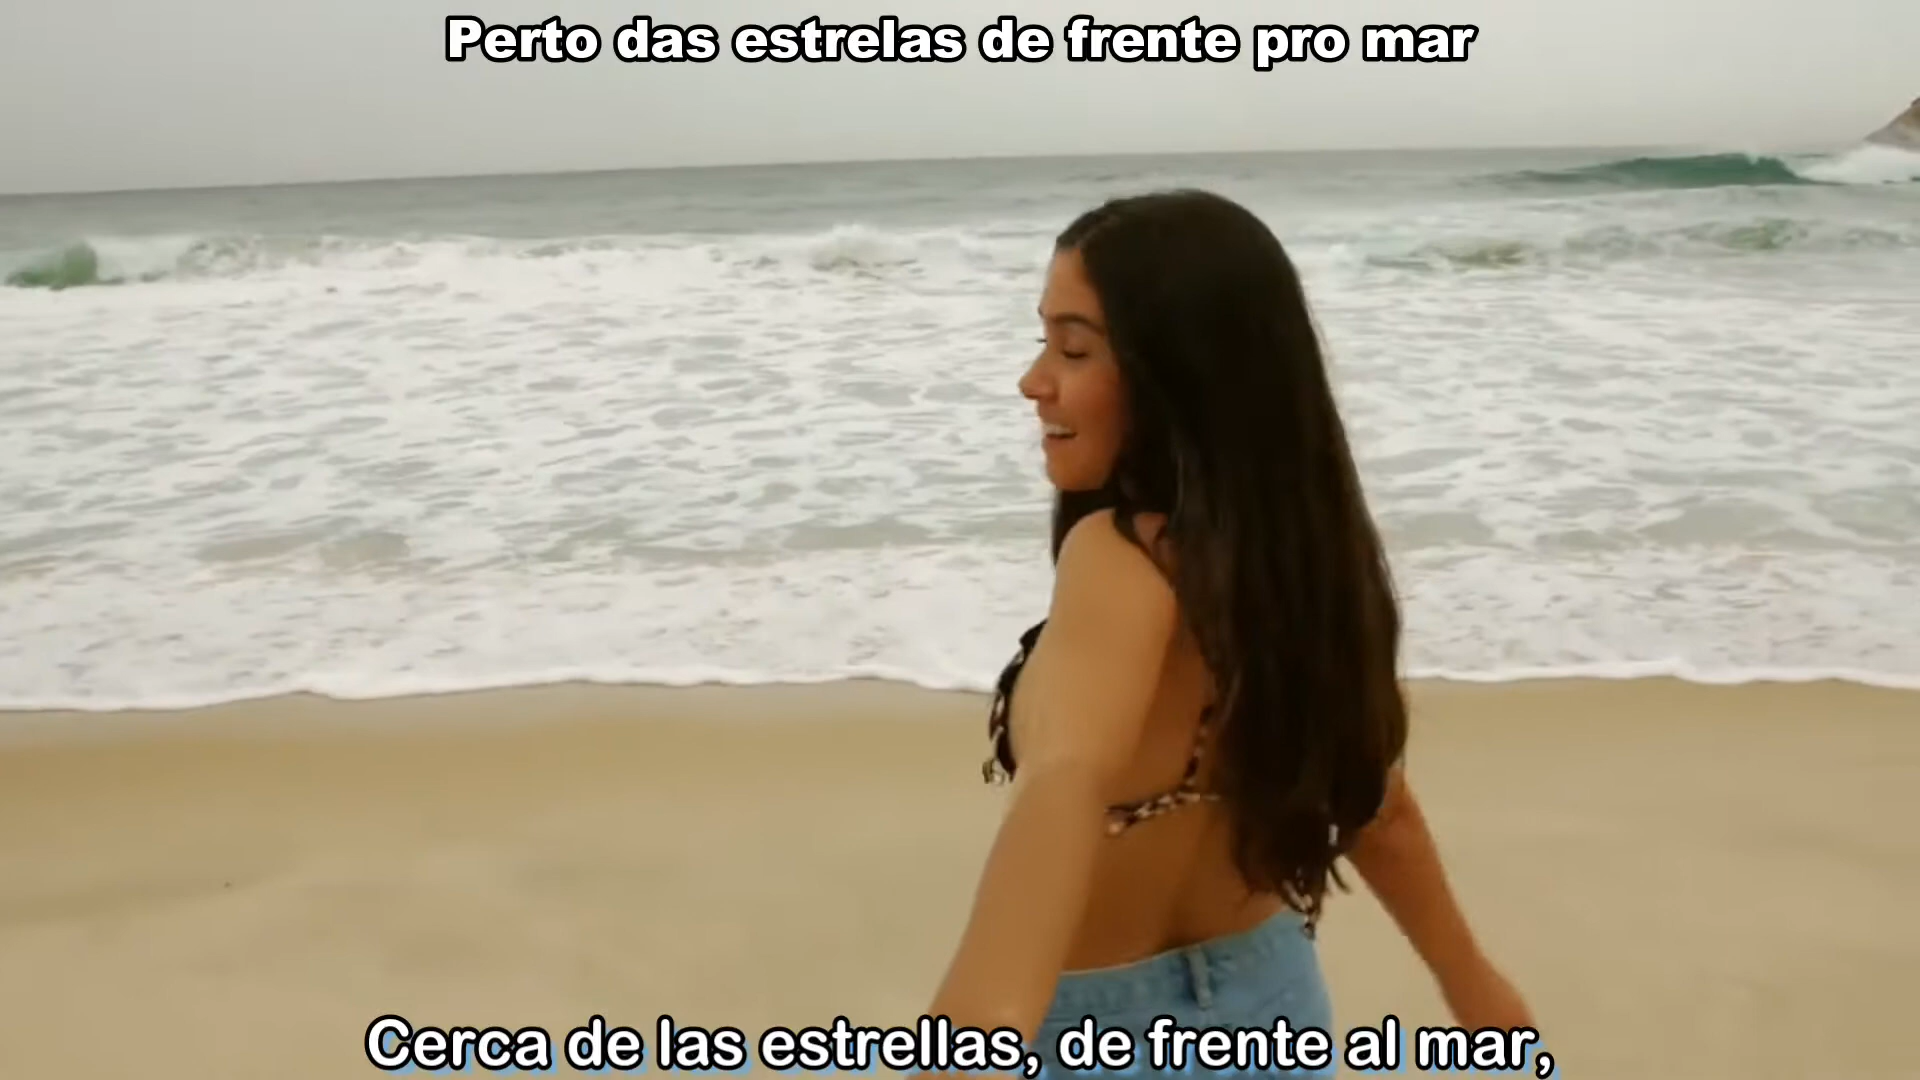 Perto das estrelas de frente pro mar
Cerca de las estrellas, de frente al mar,